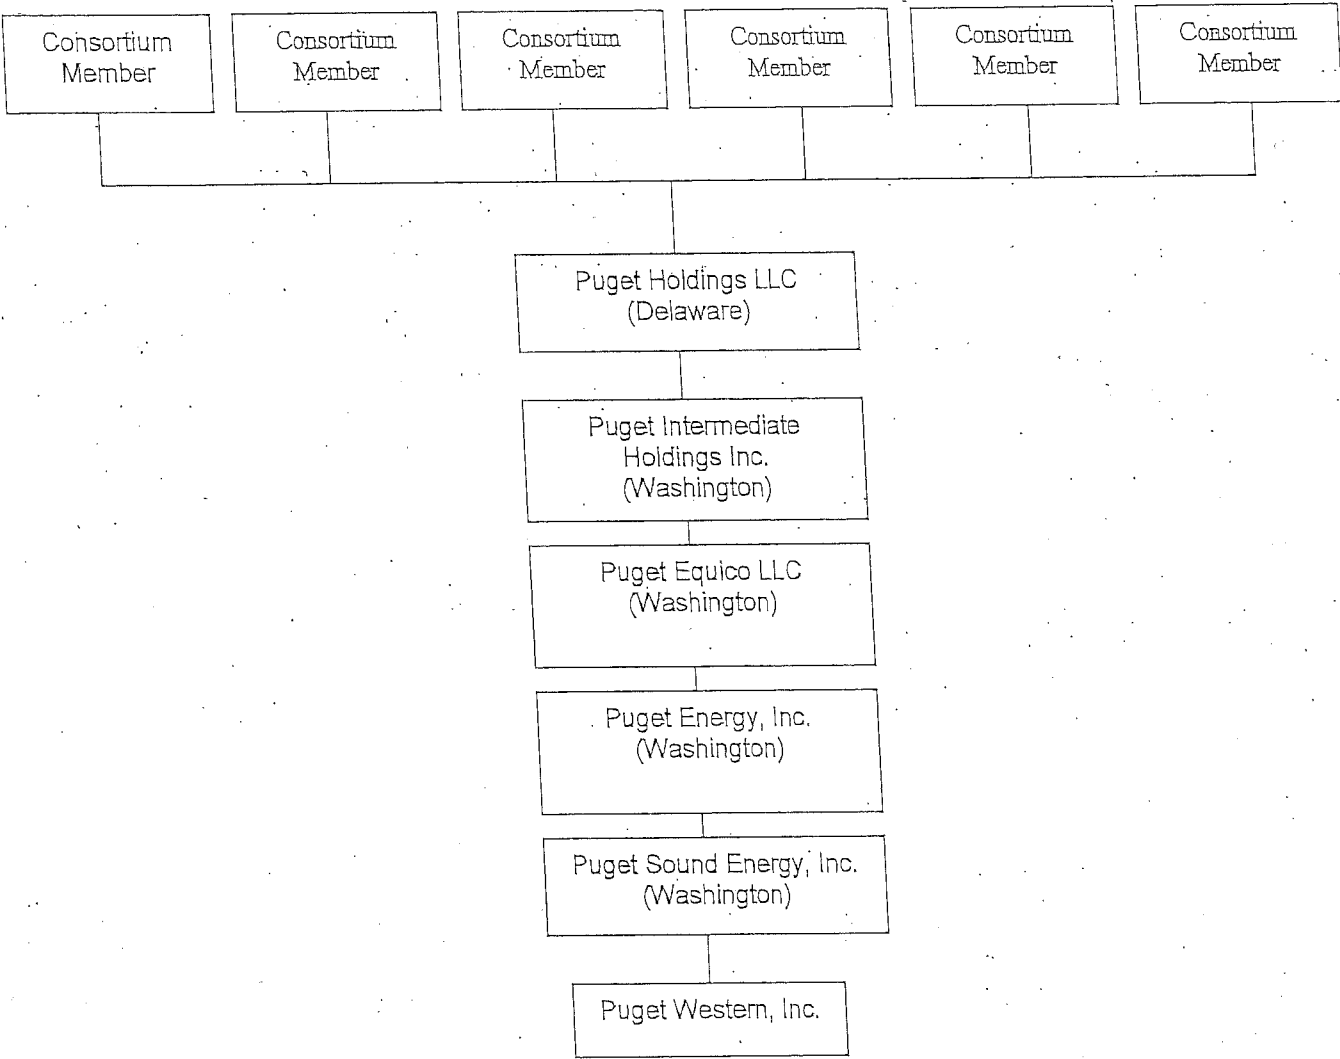 Consortium
Member
Consortium
Member
Consortium
Member
Consortium
Member
Consortium
Member
Consortium
Member
Puget Holdings LLC
(Delaware)
Puget Intermediate
Holdings Inc.
(Washington)
Puget Equico LLC
(Washington)
Puget Energy, Inc.
(Washington)
Puget Sound Energy, Inc.
(Washington)
Puget Western, Inc.